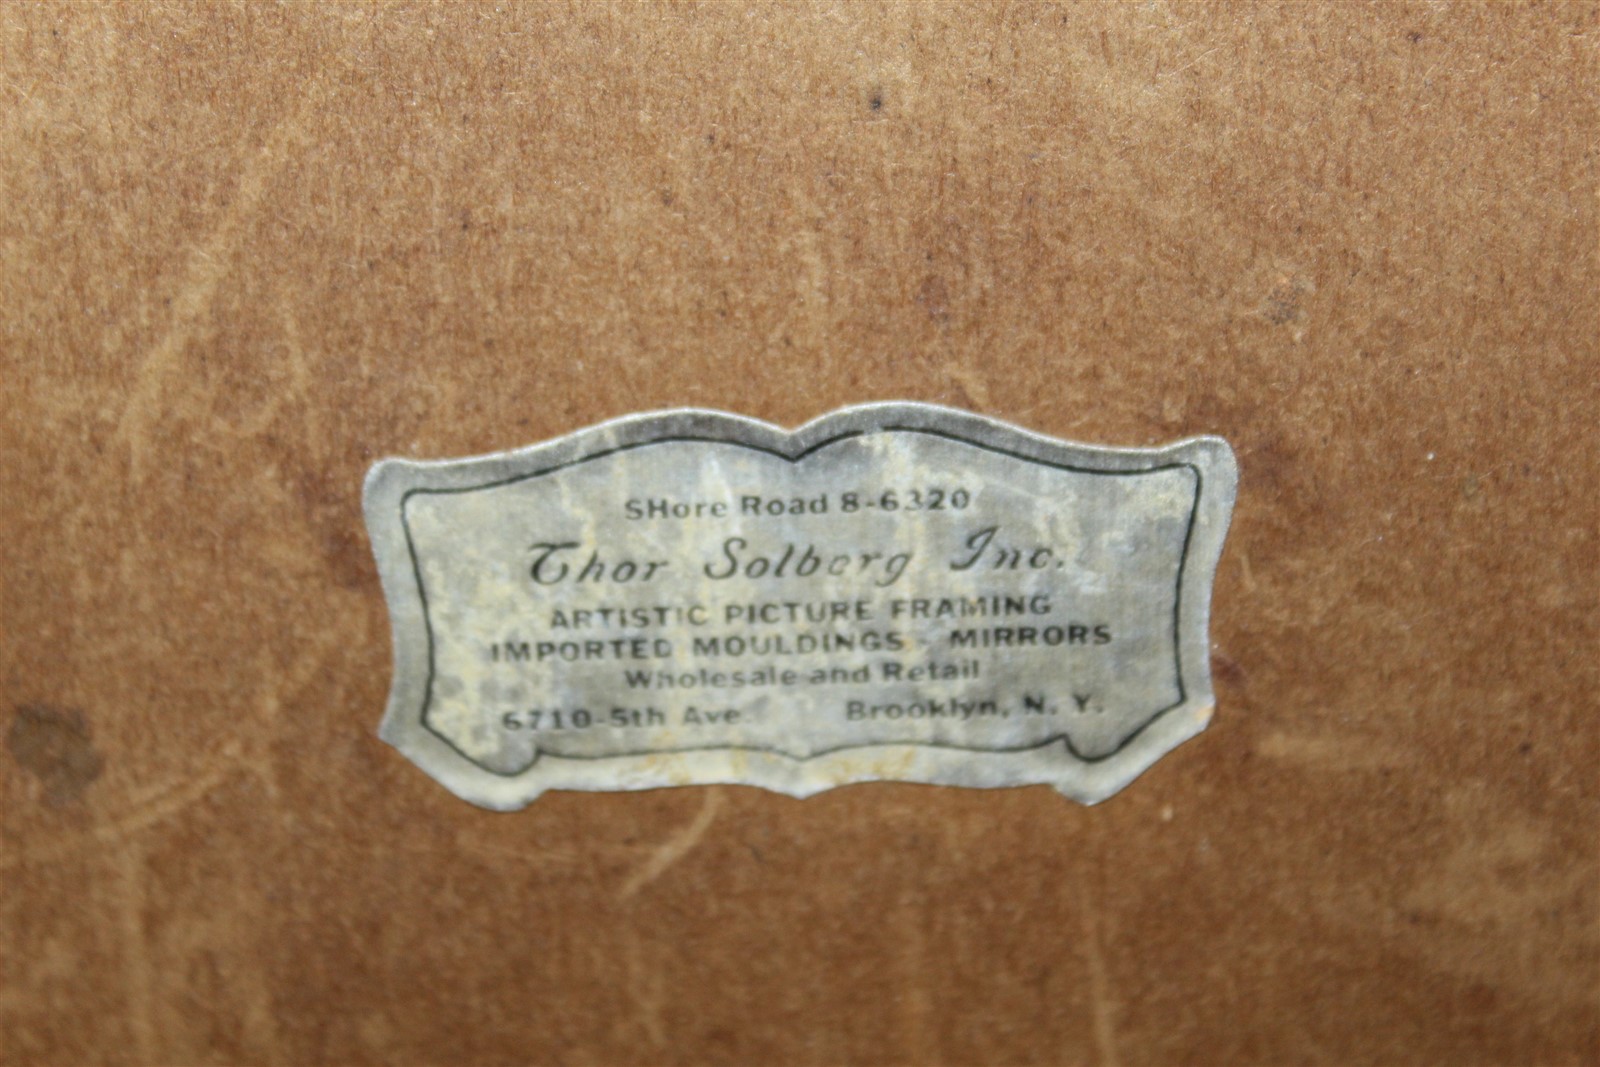 SHore Road 8-6320
Thor Solberg Inc.
ARTISTIC PICTURE FRAMING
IMPORTED MOULDINGS - MIRRORS
Wholesale and Retail
6710-5th Ave. Brooklyn, N. Y.